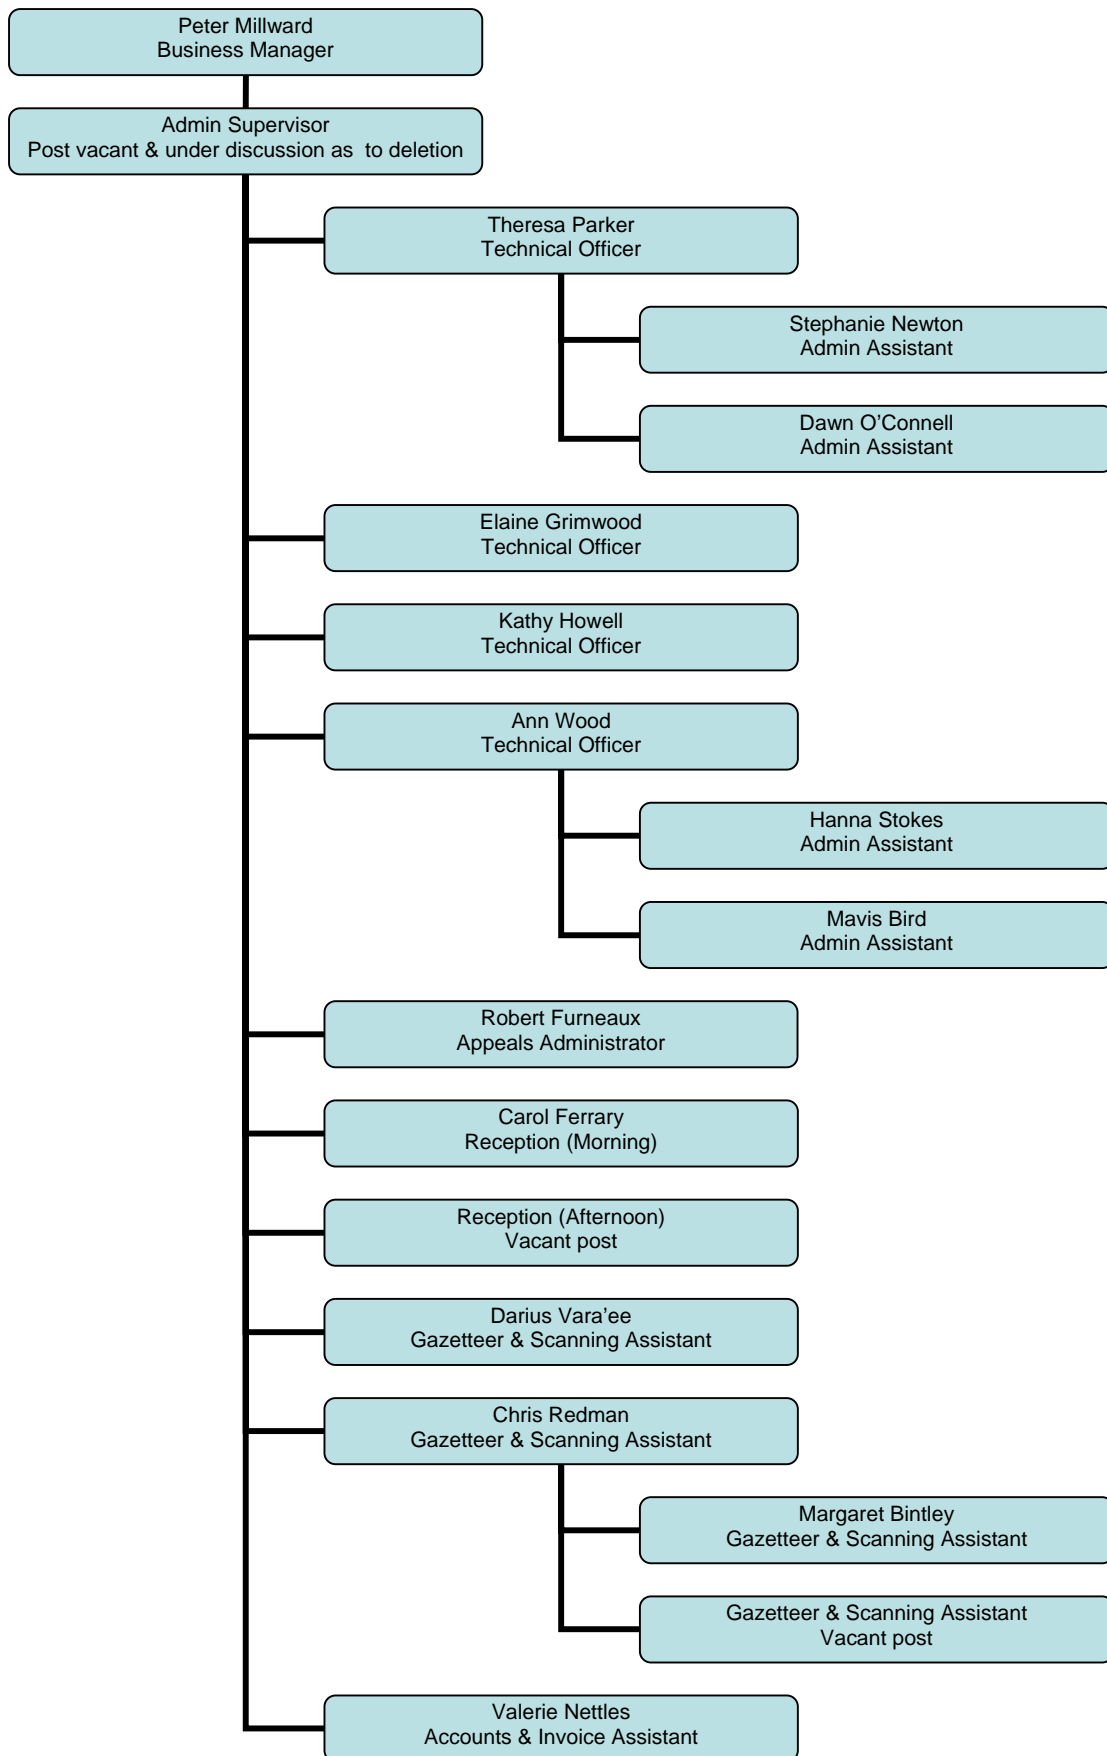 Peter Millward
Business Manager
Admin Supervisor
Post vacant & under discussion as  to deletion
Theresa Parker
Technical Officer
Stephanie Newton
Admin Assistant
Dawn O’Connell
Admin Assistant
Elaine Grimwood
Technical Officer
Kathy Howell
Technical Officer
Ann Wood
Technical Officer
Hanna Stokes
Admin Assistant
Mavis Bird
Admin Assistant
Robert Furneaux
Appeals Administrator
Carol Ferrary
Reception (Morning)
Reception (Afternoon)
Vacant post
Darius Vara’ee
Gazetteer & Scanning Assistant
Chris Redman
Gazetteer & Scanning Assistant
Margaret Bintley
Gazetteer & Scanning Assistant
Gazetteer & Scanning Assistant
Vacant post
Valerie Nettles
Accounts & Invoice Assistant